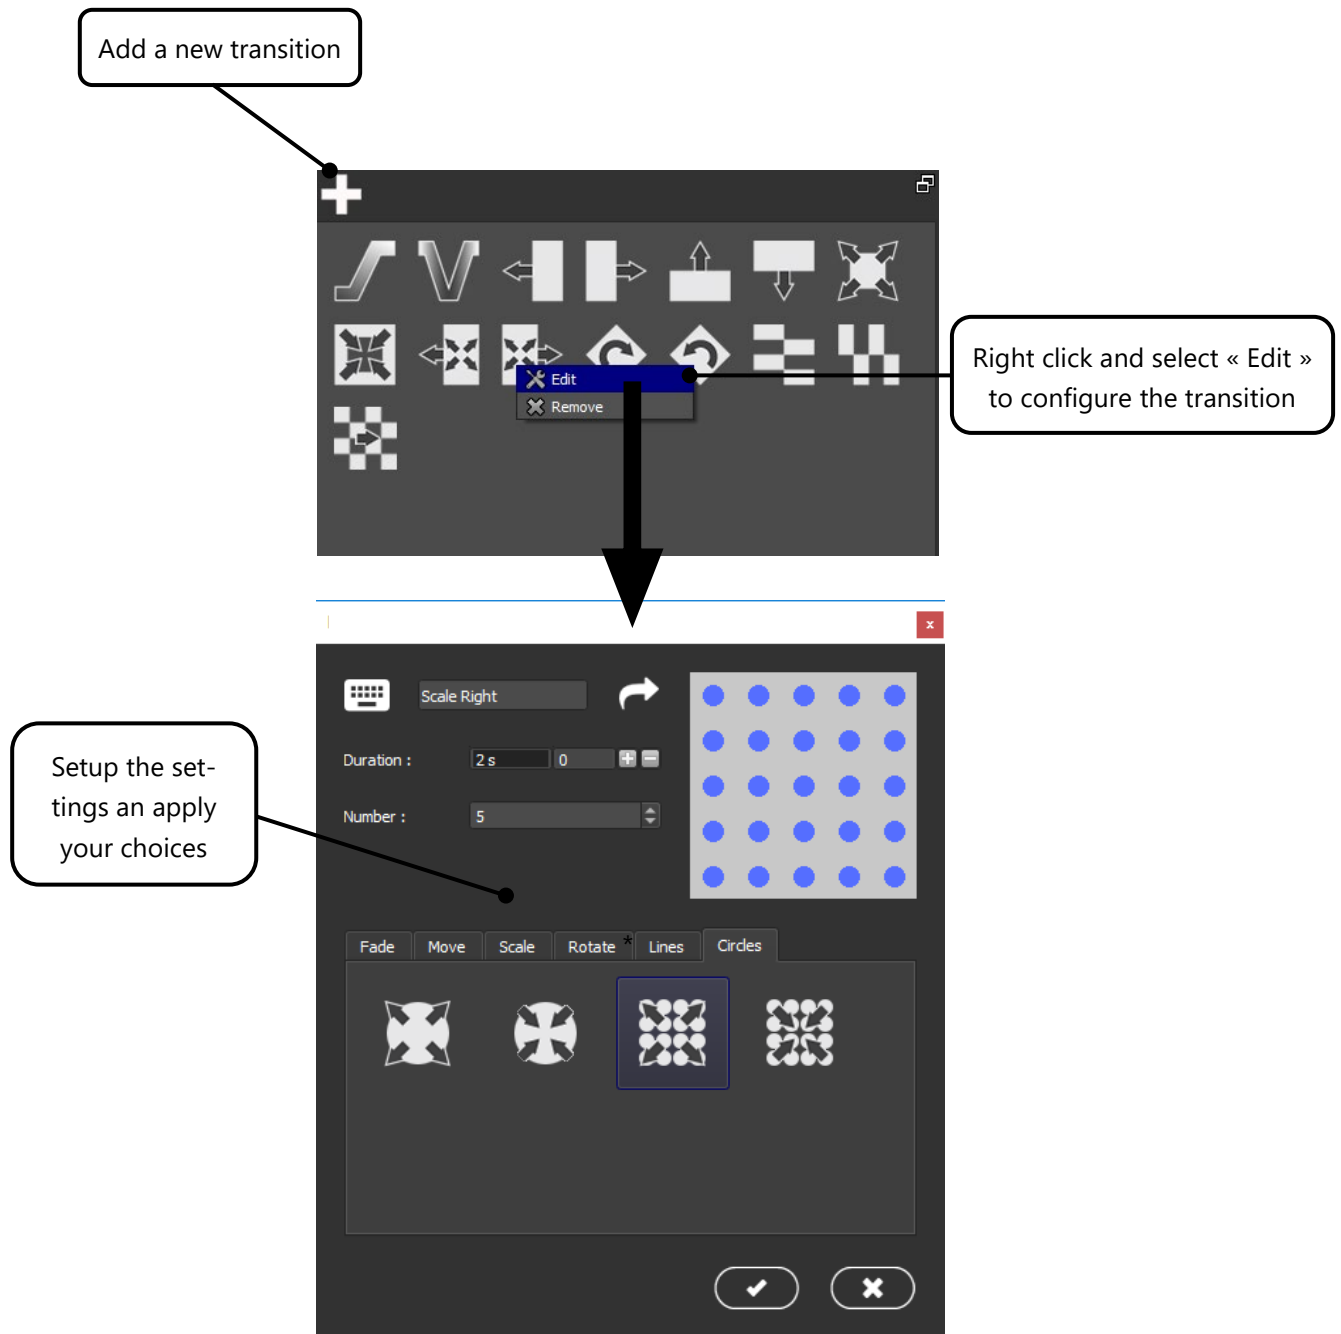 Add a new transition
Edit
Remove
Right click and select « Edit »
to configure the transition
x
Scale Right
Duration :
2 s
0
Number :
5
Setup the set-
tings an apply
your choices
Fade
Move
Scale
Rotate *
Lines
Circles